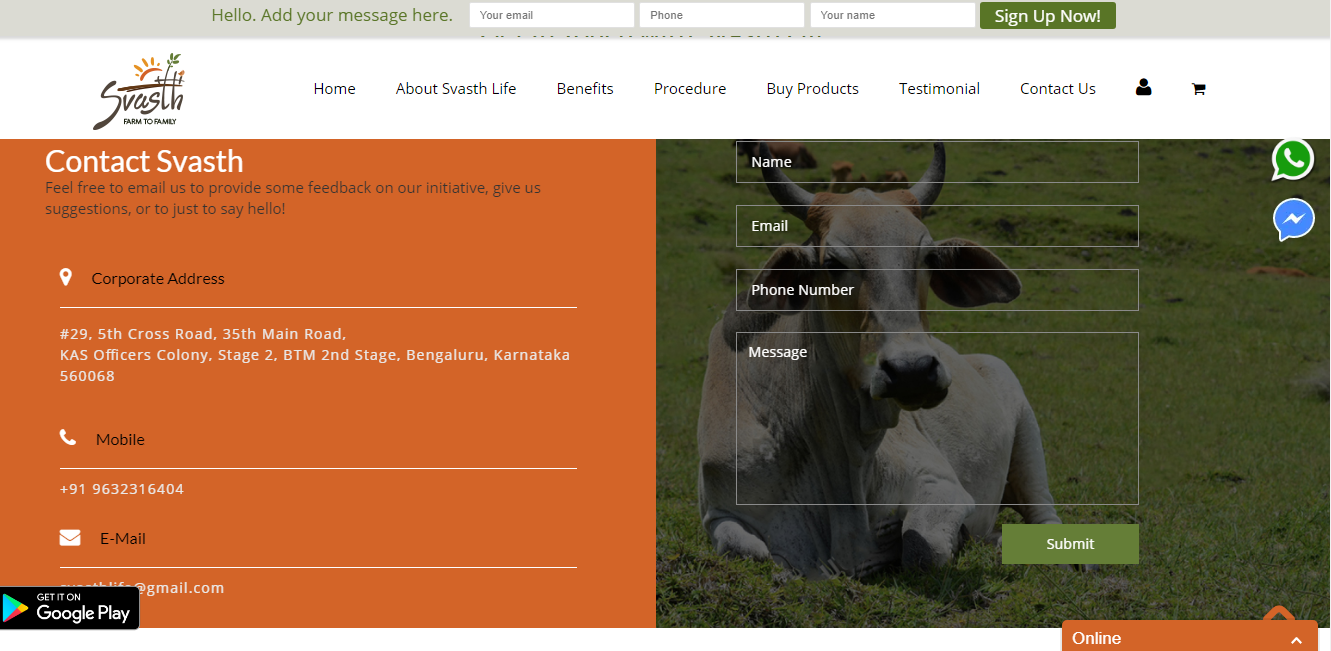 Hello. Add your message here.
Your email
Phone
Your name
Sign Up Now!
Svasth
FARM TO FAMILY
Home
About Svasth Life
Benefits
Procedure
Buy Products
Testimonial
Contact Us
Contact Svasth
Feel free to email us to provide some feedback on our initiative, give us
suggestions, or to just to say hello!
Corporate Address
#29, 5th Cross Road, 35th Main Road,
KAS Officers Colony, Stage 2, BTM 2nd Stage, Bengaluru, Karnataka
560068
Mobile
+91 9632316404
E-Mail
svasthlife@gmail.com
GET IT ON
Google Play
Name
Email
Phone Number
Message
Submit
Online